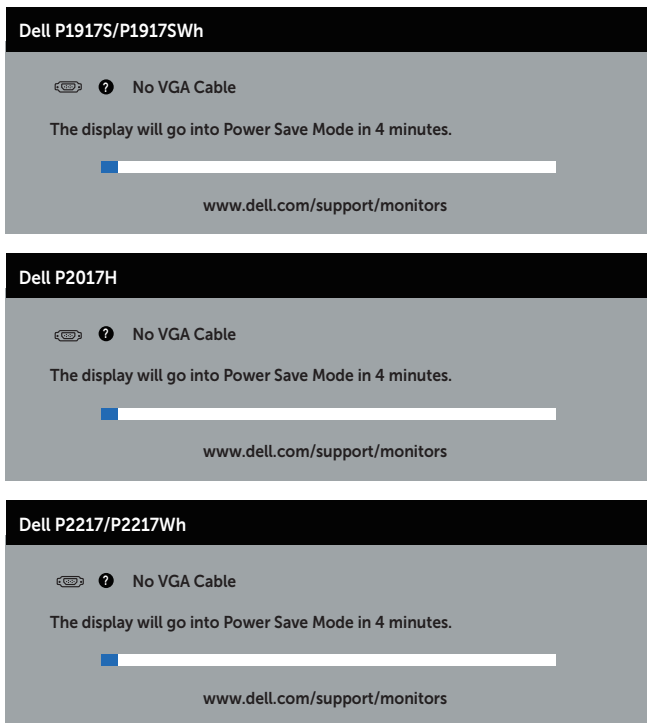 Dell P1917S/P1917SWh
? No VGA Cable
The display will go into Power Save Mode in 4 minutes.
www.dell.com/support/monitors
Dell P2017H
? No VGA Cable
The display will go into Power Save Mode in 4 minutes.
www.dell.com/support/monitors
Dell P2217/P2217Wh
? No VGA Cable
The display will go into Power Save Mode in 4 minutes.
www.dell.com/support/monitors